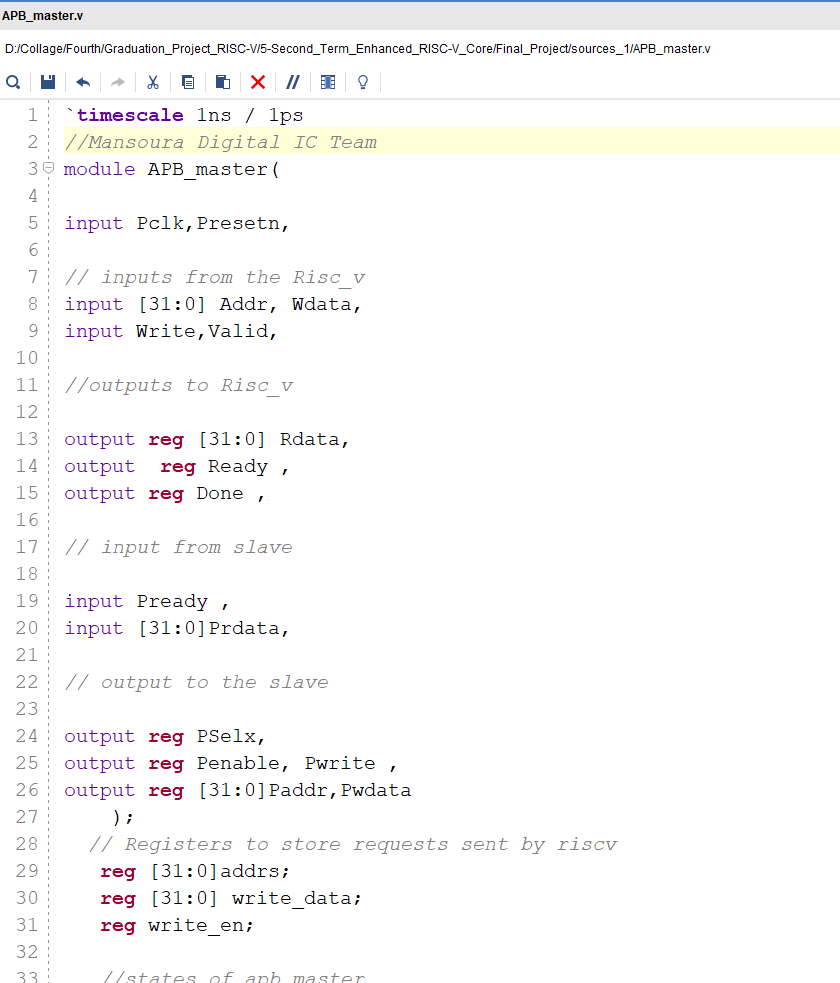 APB_master.v
D:/Collage/Fourth/Graduation_Project_RISC-V/5-Second_Term_Enhanced_RISC-V_Core/Final_Project/sources_1/APB_master.v
1 `timescale 1ns / 1ps
2 //Mansoura Digital IC Team
3 module APB_master(
4
5 input Pclk,Presetn,
6
7 // inputs from the Risc_v
8 input [31:0] Addr, Wdata,
9 input Write,Valid,
10
11 //outputs to Risc_v
12
13 output reg [31:0] Rdata,
14 output  reg Ready ,
15 output reg Done ,
16
17 // input from slave
18
19 input Pready ,
20 input [31:0]Prdata,
21
22 // output to the slave
23
24 output reg PSelx,
25 output reg Penable, Pwrite ,
26 output reg [31:0]Paddr,Pwdata
27     );
28   // Registers to store requests sent by riscv
29    reg [31:0]addrs;
30    reg [31:0] write_data;
31    reg write_en;
32
33    //states of apb master